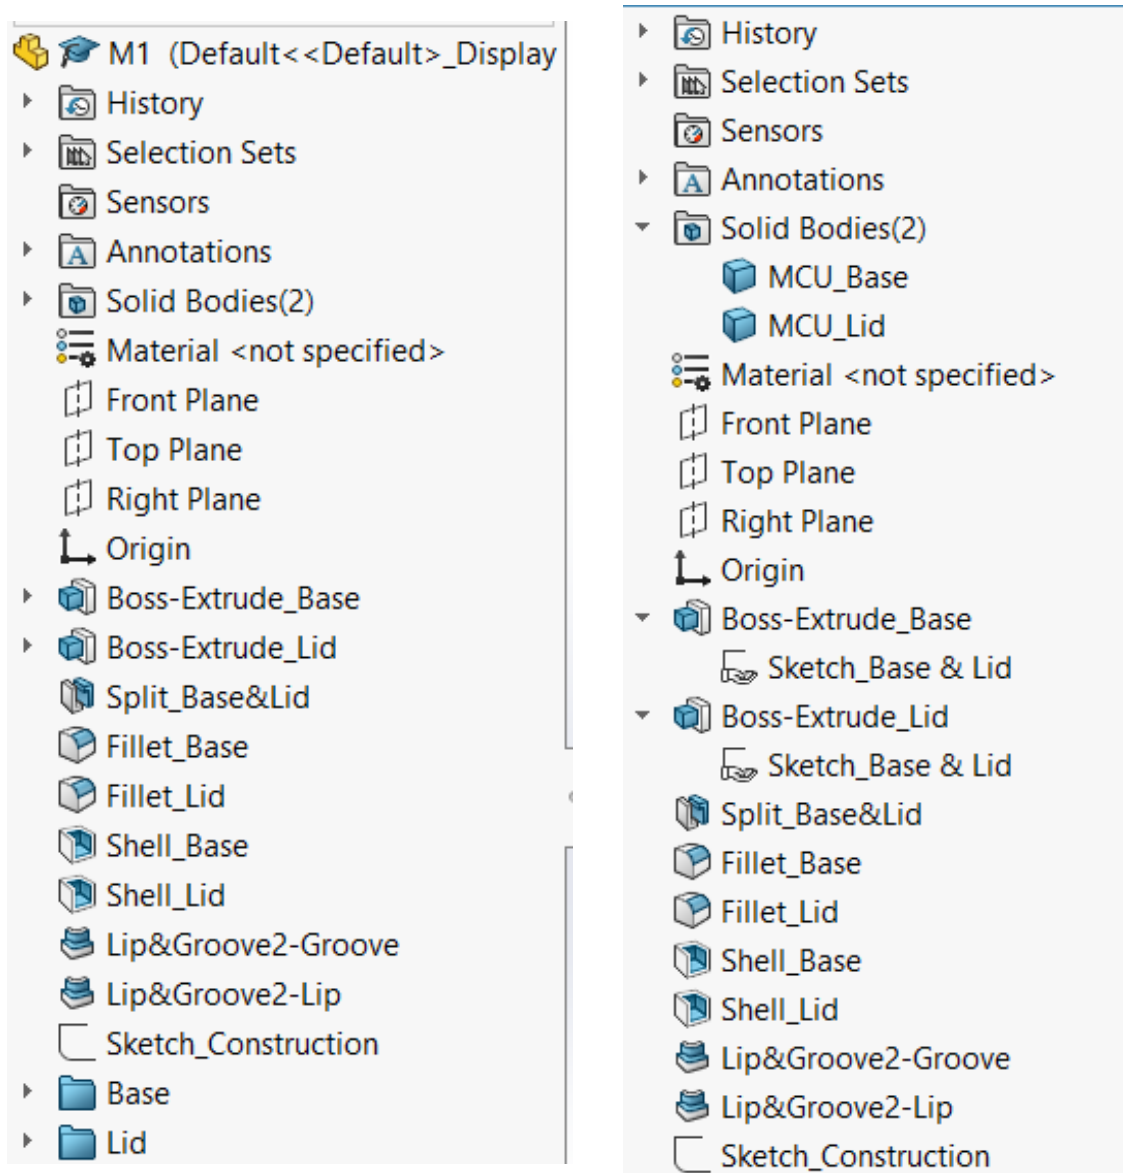 M1 (Default<<Default>_Display
History
Selection Sets
Sensors
Annotations
Solid Bodies(2)
Material <not specified>
Front Plane
Top Plane
Right Plane
Origin
Boss-Extrude_Base
Boss-Extrude_Lid
Split_Base&Lid
Fillet_Base
Fillet_Lid
Shell_Base
Shell_Lid
Lip&Groove2-Groove
Lip&Groove2-Lip
Sketch_Construction
Base
Lid
History
Selection Sets
Sensors
Annotations
Solid Bodies(2)
MCU_Base
MCU_Lid
Material <not specified>
Front Plane
Top Plane
Right Plane
Origin
Boss-Extrude_Base
Sketch_Base & Lid
Boss-Extrude_Lid
Sketch_Base & Lid
Split_Base&Lid
Fillet_Base
Fillet_Lid
Shell_Base
Shell_Lid
Lip&Groove2-Groove
Lip&Groove2-Lip
Sketch_Construction